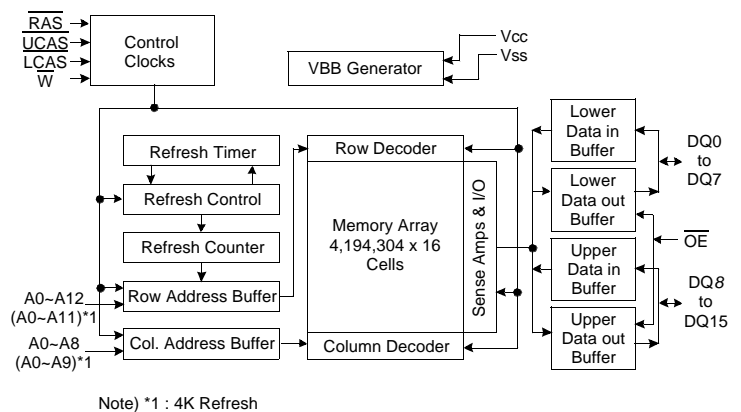 RAS
UCAS
LCAS
W
Control
Clocks
VBB Generator
Vcc
Vss
Refresh Timer
Refresh Control
Refresh Counter
Row Address Buffer
Col. Address Buffer
A0~A12
(A0~A11)*1
A0~A8
(A0~A9)*1
Row Decoder
Memory Array
4,194,304 x 16
Cells
Column Decoder
Sense Amps & I/O
Lower
Data in
Buffer
Lower
Data out
Buffer
Upper
Data in
Buffer
Upper
Data out
Buffer
DQ0
to
DQ7
OE
DQ8
to
DQ15
Note) *1 : 4K Refresh